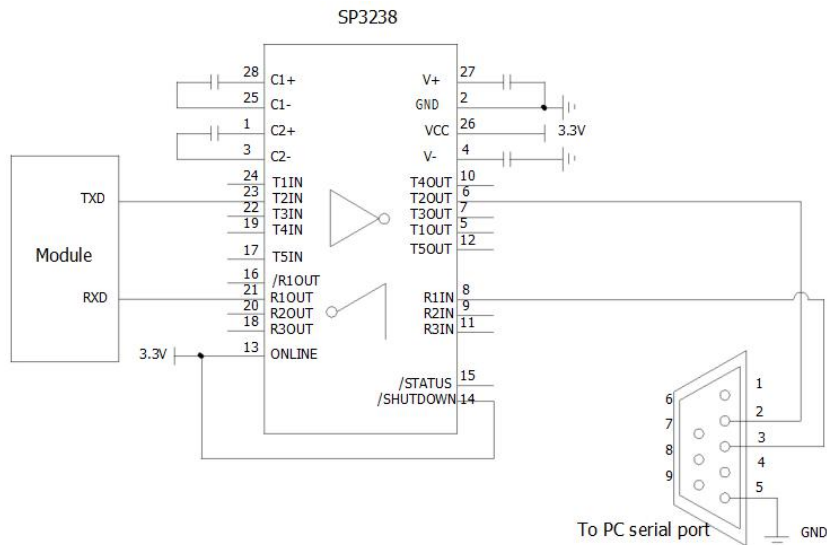 SP3238
28 C1+ V+ 27
25 C1- GND 2
1 C2+ VCC 26 3.3V
3 C2- V- 4
24 T1IN T4OUT 10
TXD 23 T2IN T2OUT 6
22 T3IN T3OUT 7
19 T4IN T1OUT 5
T5OUT 12
Module 17 T5IN
16 /R1OUT
RXD 21 R1OUT R1IN 8
20 R2OUT R2IN 9
18 R3OUT R3IN 11
3.3V 13 ONLINE
/STATUS 15
/SHUTDOWN 14
1
6
2
7
3
8
4
9
5
To PC serial port GND